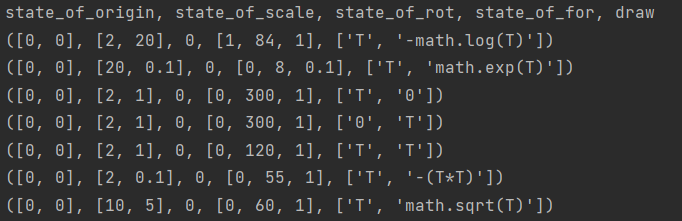 state_of_origin, state_of_scale, state_of_rot, state_of_for, draw
([0, 0], [2, 20], 0, [1, 84, 1], ['T', '-math.log(T)'])
([0, 0], [20, 0.1], 0, [0, 8, 0.1], ['T', 'math.exp(T)'])
([0, 0], [2, 1], 0, [0, 300, 1], ['T', '0'])
([0, 0], [2, 1], 0, [0, 300, 1], ['0', 'T'])
([0, 0], [2, 1], 0, [0, 120, 1], ['T', 'T'])
([0, 0], [2, 0.1], 0, [0, 55, 1], ['T', '-(T*T)'])
([0, 0], [10, 5], 0, [0, 60, 1], ['T', 'math.sqrt(T)'])